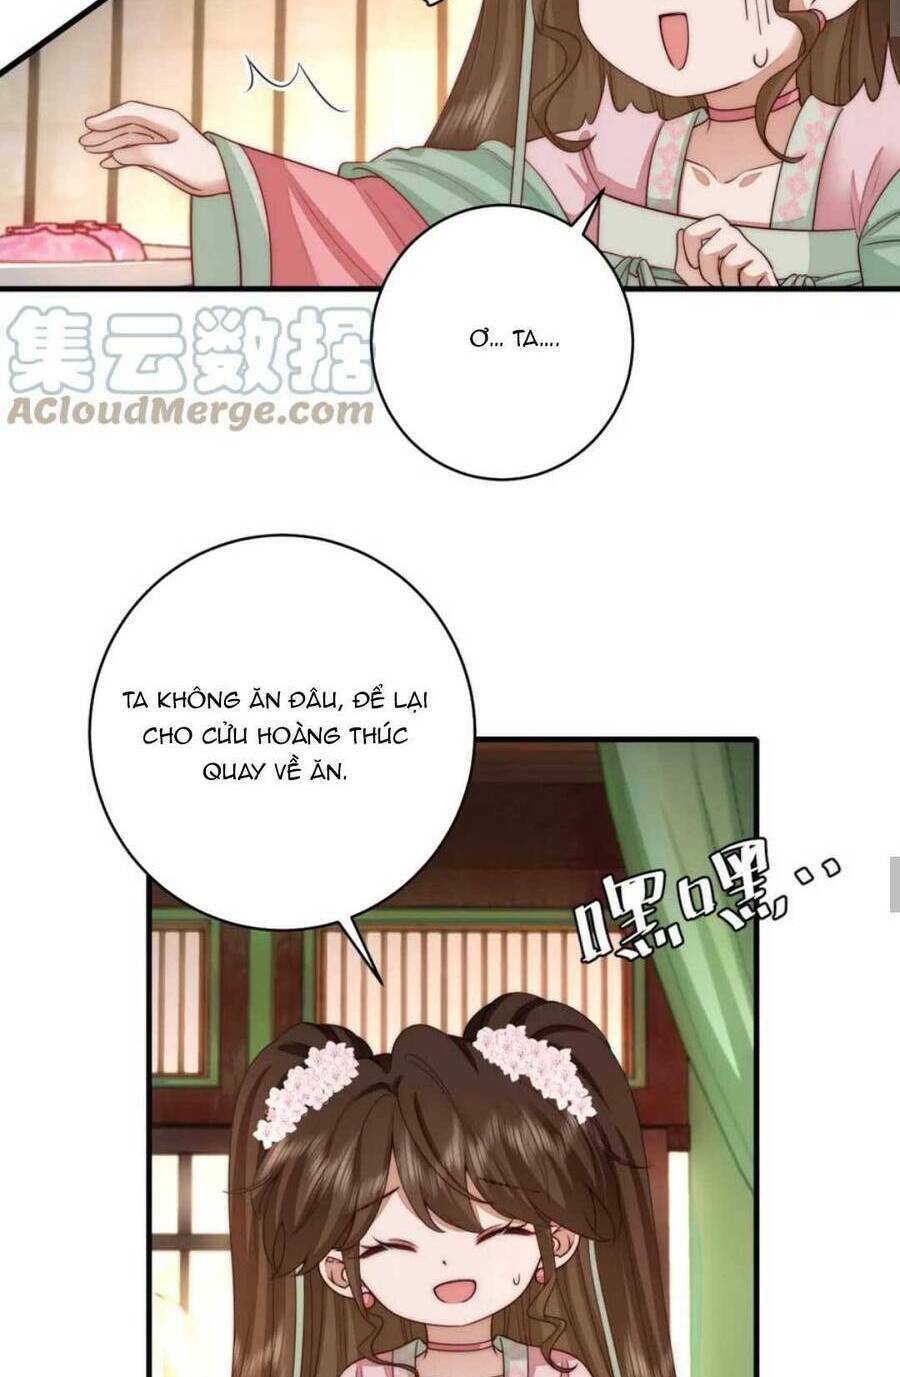 集云数据
ACloudMerge.com
Ơ... TA....
TA KHÔNG ĂN ĐÂU, ĐỂ LẠI
CHO CỬU HOÀNG THÚC
QUAY VỀ ĂN.
嘿嘿..